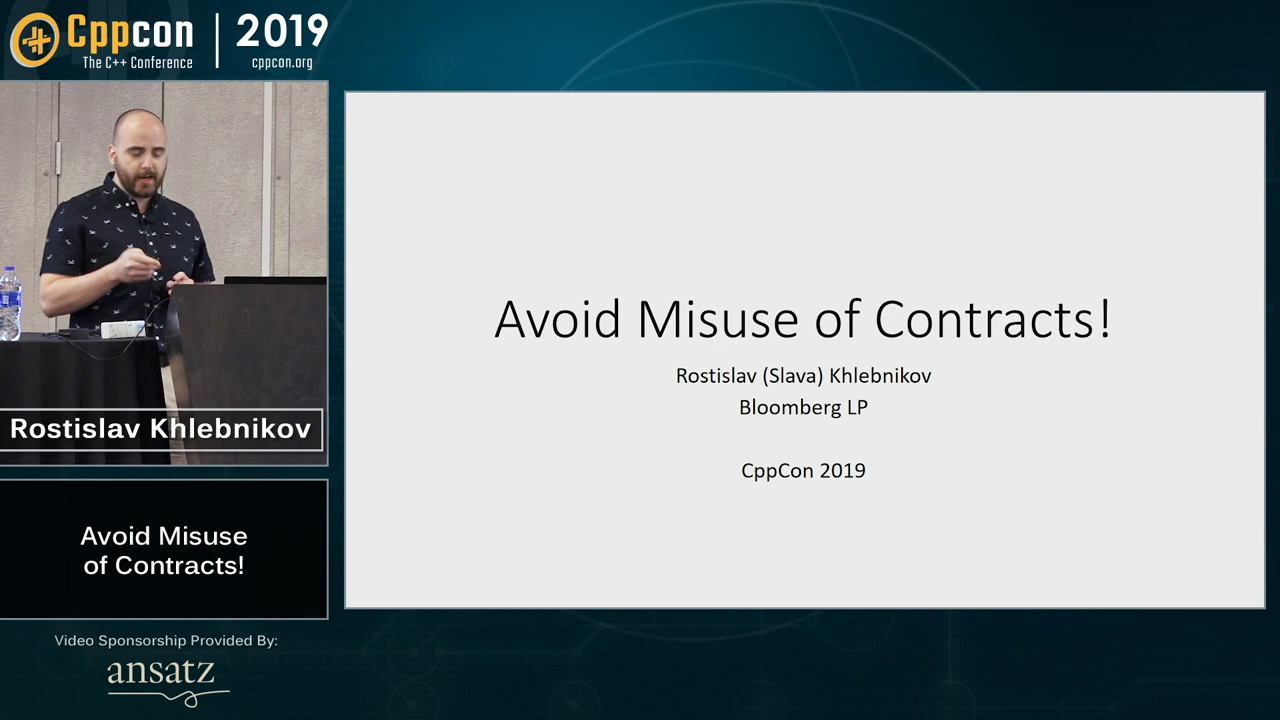 Cppcon
The C++ Conference
2019
cppcon.org
Rostislav Khlebnikov
Avoid Misuse
of Contracts!
Video Sponsorship Provided By:
ansatz
Avoid Misuse of Contracts!
Rostislav (Slava) Khlebnikov
Bloomberg LP
CppCon 2019